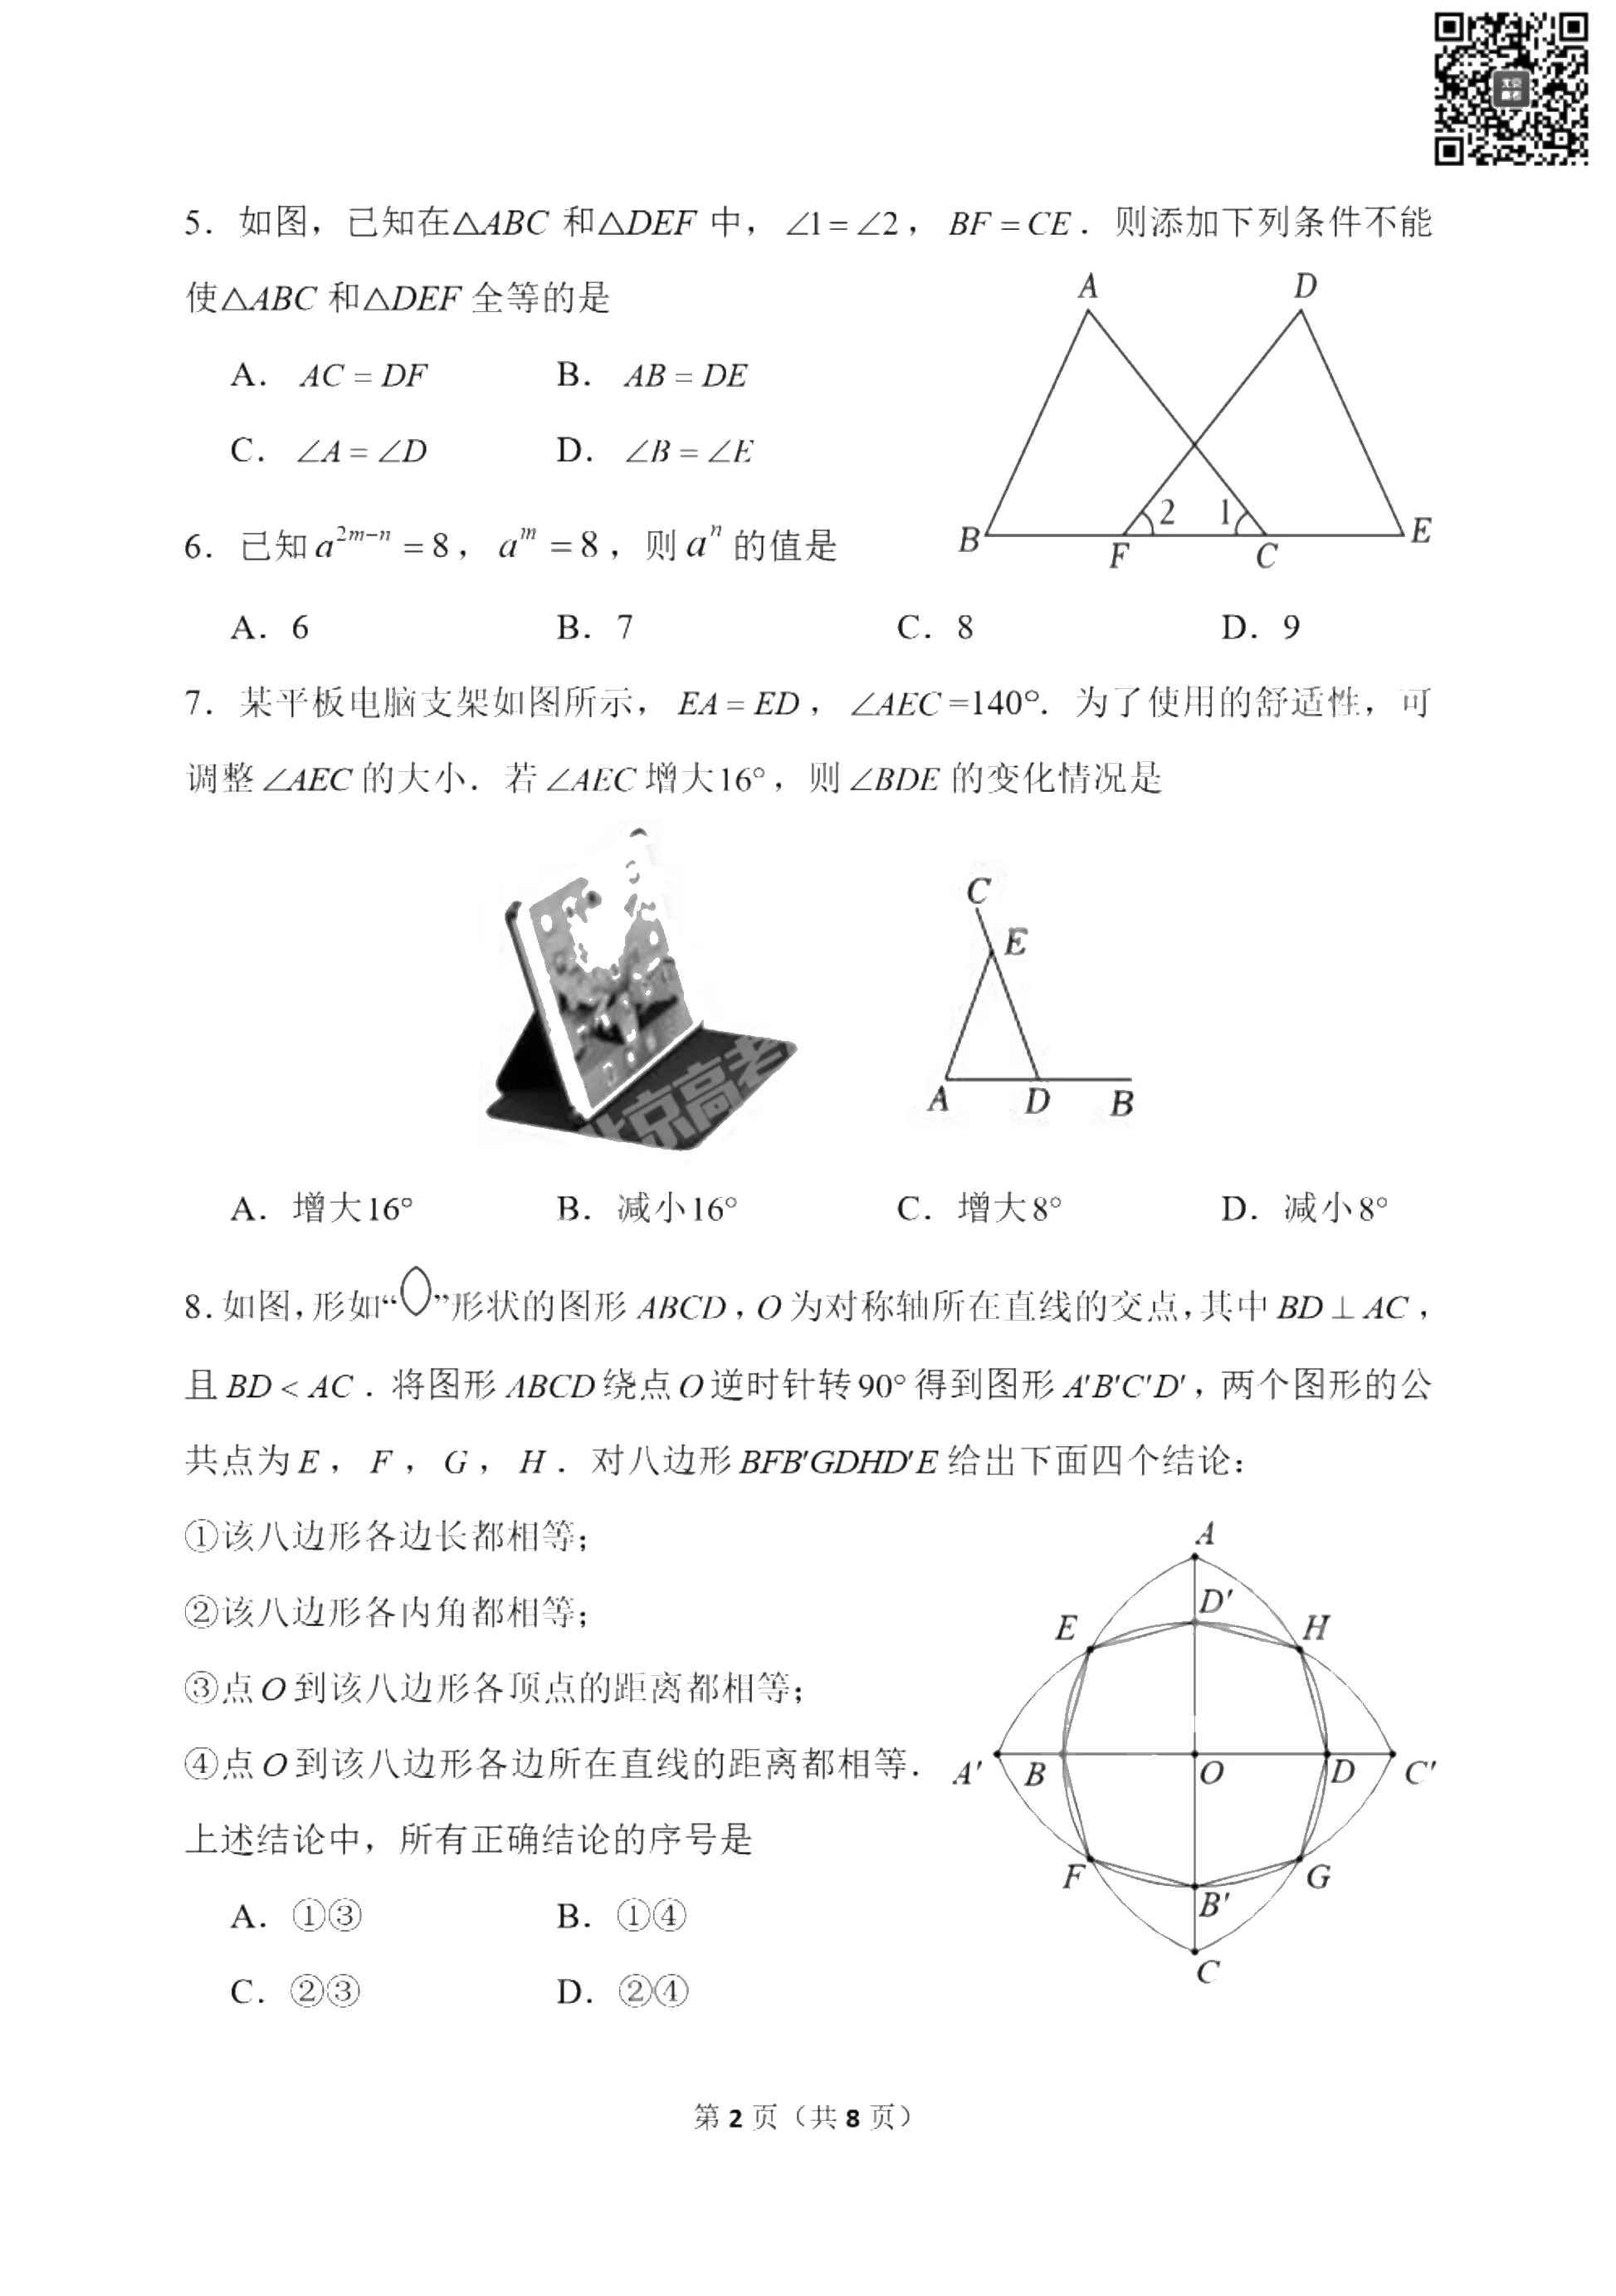 5．如图，已知在△ABC 和△DEF 中，∠1=∠2，BF=CE．则添加下列条件不能
使△ABC 和△DEF 全等的是
A． AC=DF B． AB=DE
C． ∠A=∠D D． ∠B=∠E
A D
B F 2 1 C E
6．已知 a^{2m-n}=8，a^m=8，则 a^n 的值是
A．6 B．7 C．8 D．9
7．某平板电脑支架如图所示，EA=ED，∠AEC=140°．为了使用的舒适性，可
调整∠AEC 的大小．若∠AEC 增大16°，则∠BDE 的变化情况是
北京高考
C
E
A D B
A．增大16° B．减小16° C．增大8° D．减小8°
8．如图，形如“ ”形状的图形 ABCD，O 为对称轴所在直线的交点，其中 BD⊥AC，
且 BD<AC．将图形 ABCD 绕点 O 逆时针转90°得到图形 A′B′C′D′，两个图形的公
共点为 E，F，G，H．对八边形 BFB′GDHD′E 给出下面四个结论：
①该八边形各边长都相等；
②该八边形各内角都相等；
③点 O 到该八边形各顶点的距离都相等；
④点 O 到该八边形各边所在直线的距离都相等．
上述结论中，所有正确结论的序号是
A．①③ B．①④
C．②③ D．②④
A
D′
E H
A′ B O D C′
F G
B′
C
第 2 页（共 8 页）